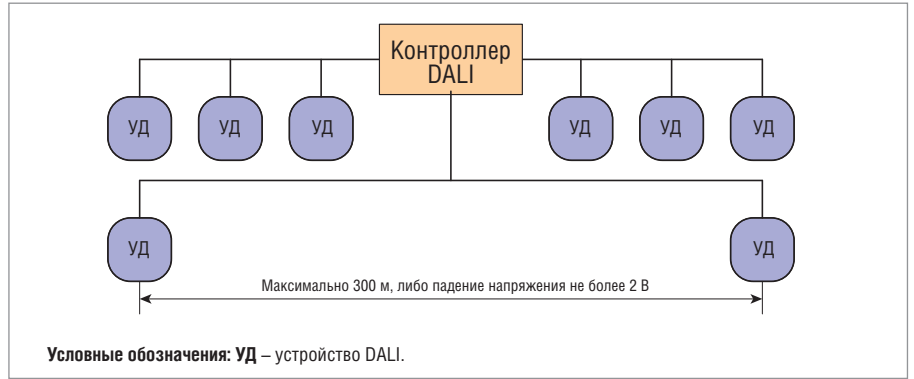 Контроллер
DALI
УД УД УД УД УД УД
УД УД
Максимально 300 м, либо падение напряжения не более 2 В
Условные обозначения: УД – устройство DALI.